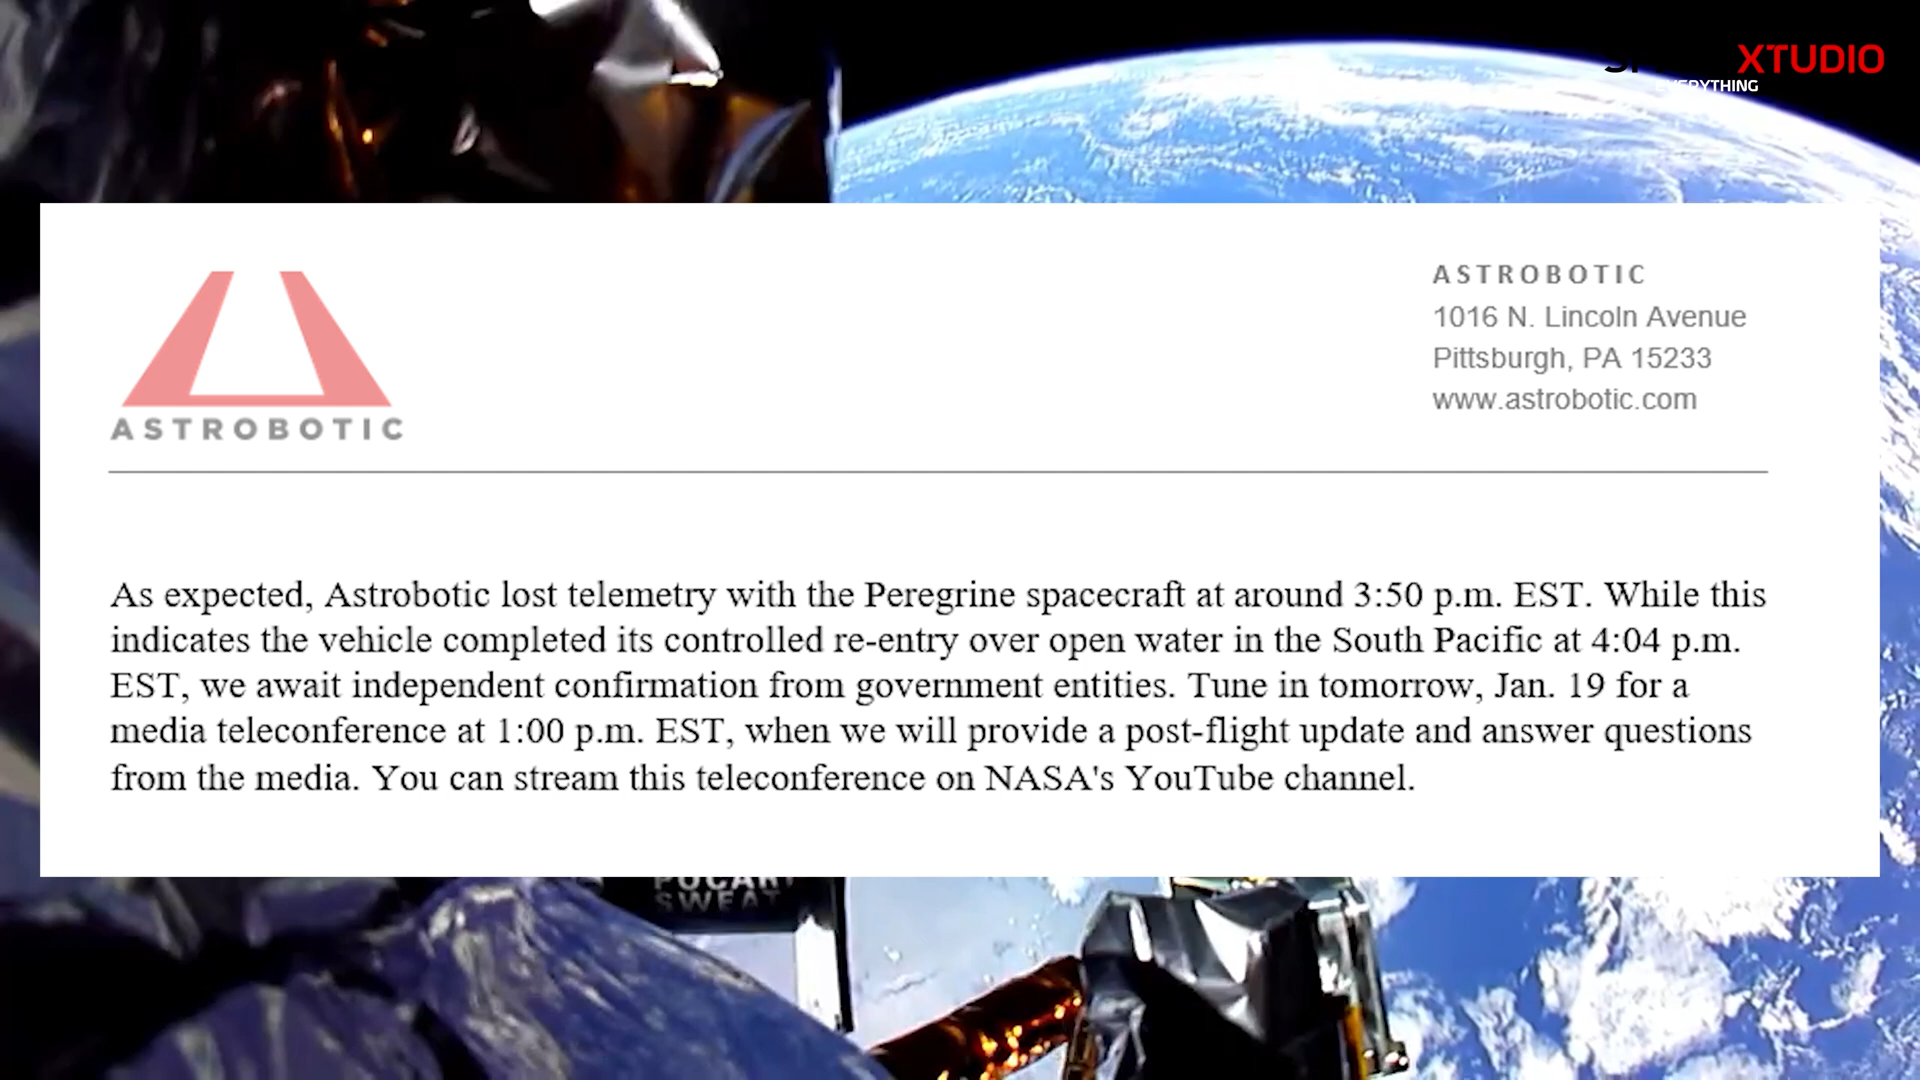 XTUDIO
EVERYTHING
ASTROBOTIC
1016 N. Lincoln Avenue
Pittsburgh, PA 15233
www.astrobotic.com
ASTROBOTIC
As expected, Astrobotic lost telemetry with the Peregrine spacecraft at around 3:50 p.m. EST. While this
indicates the vehicle completed its controlled re-entry over open water in the South Pacific at 4:04 p.m.
EST, we await independent confirmation from government entities. Tune in tomorrow, Jan. 19 for a
media teleconference at 1:00 p.m. EST, when we will provide a post-flight update and answer questions
from the media. You can stream this teleconference on NASA's YouTube channel.
POCARI
SWEAT